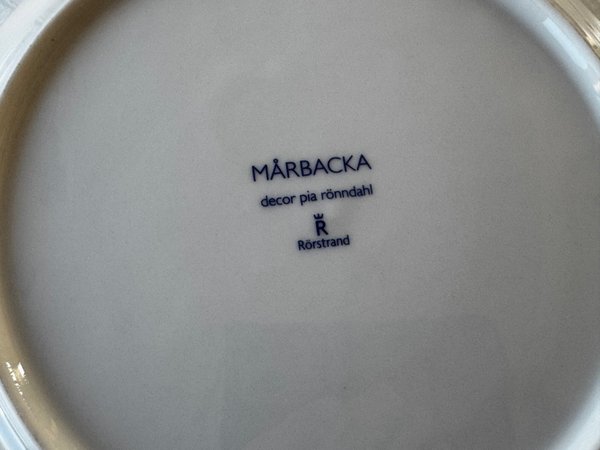 MÅRBACKA
decor pia rönndahl
R
Rörstrand